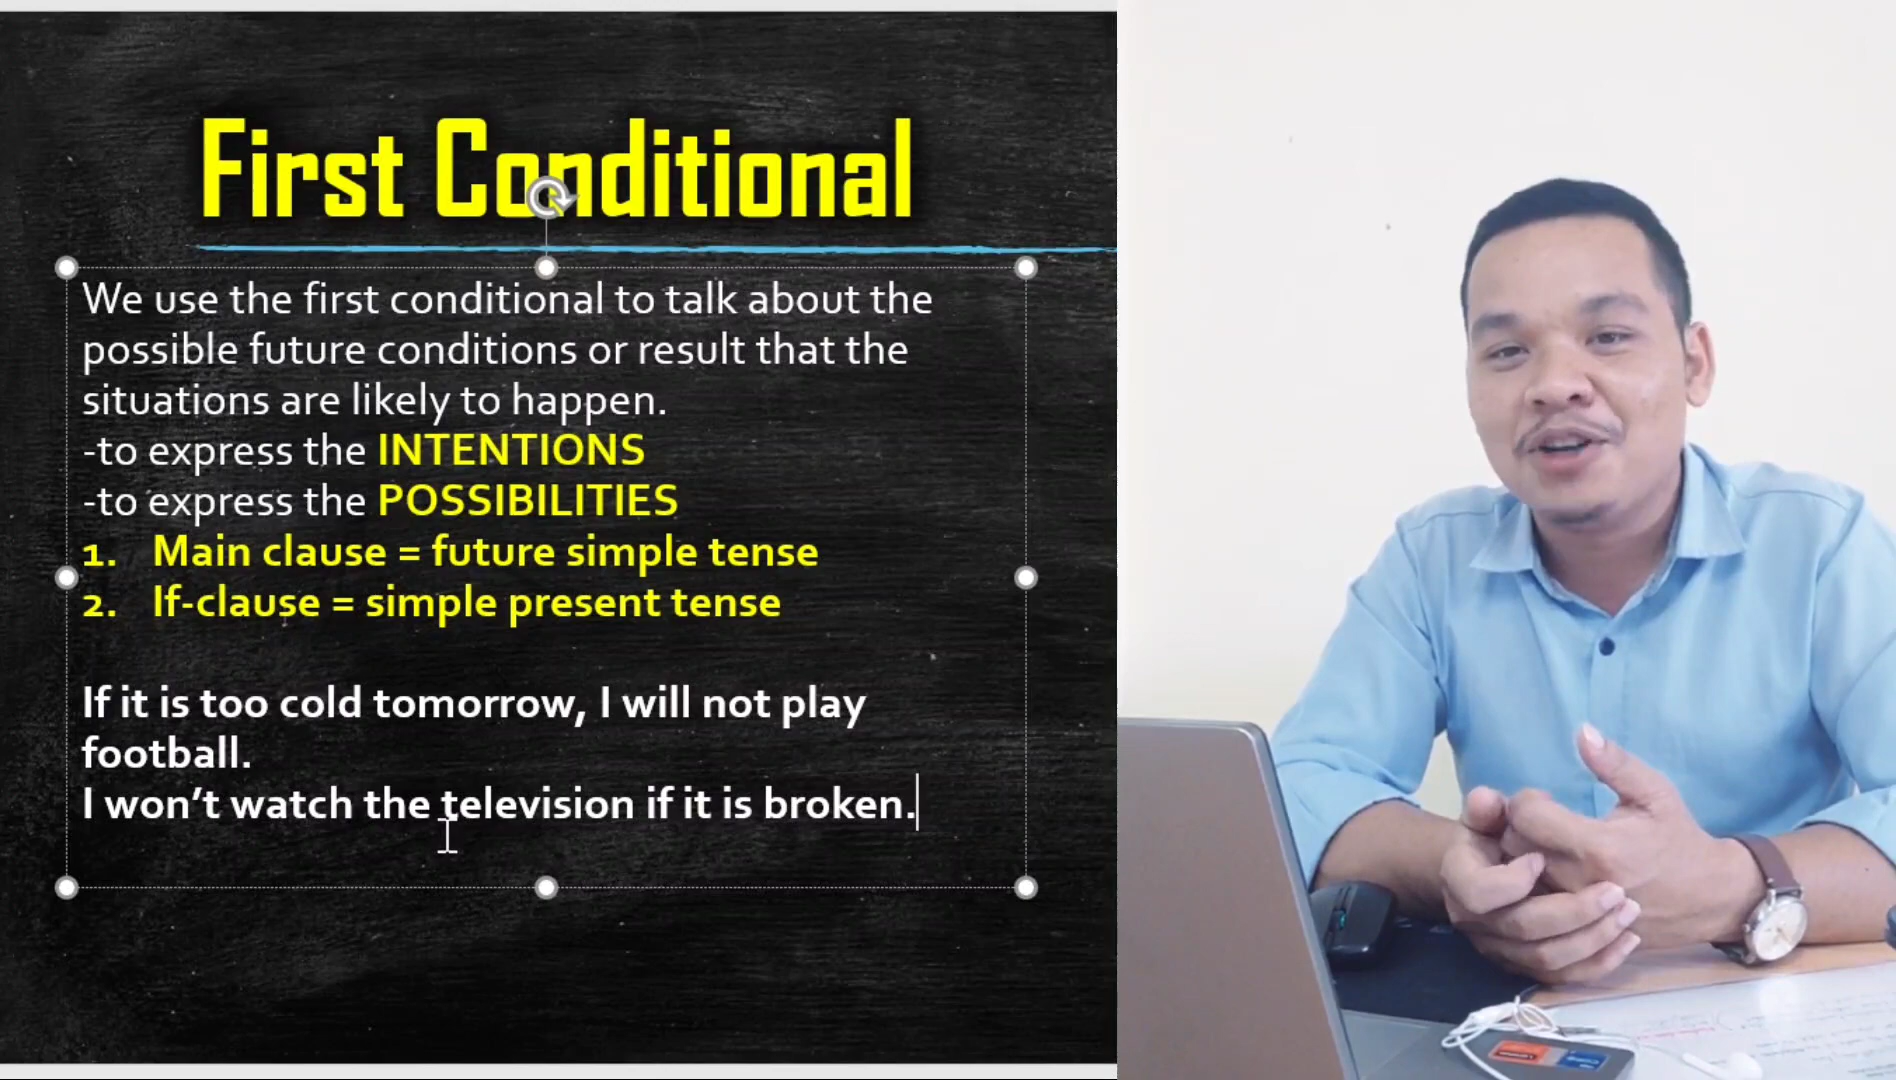 First Conditional
We use the first conditional to talk about the
possible future conditions or result that the
situations are likely to happen.
-to express the INTENTIONS
-to express the POSSIBILITIES
1. Main clause = future simple tense
2. If-clause = simple present tense
If it is too cold tomorrow, I will not play
football.
I won’t watch the television if it is broken.